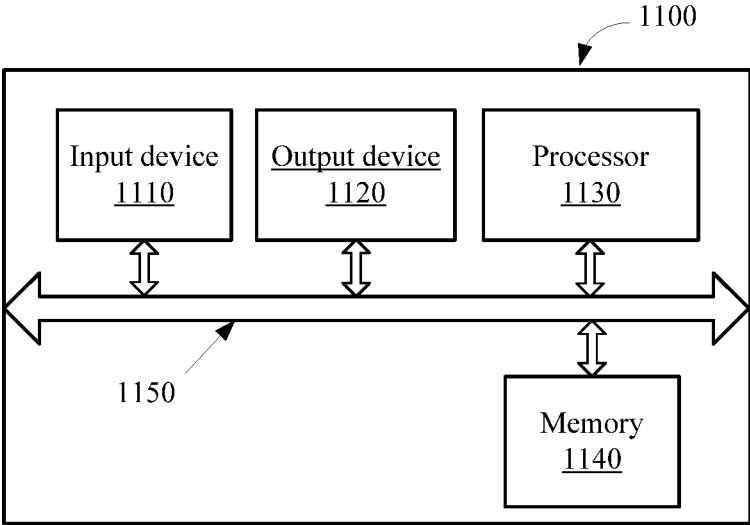 1100
Input device
1110
Output device
1120
Processor
1130
1150
Memory
1140